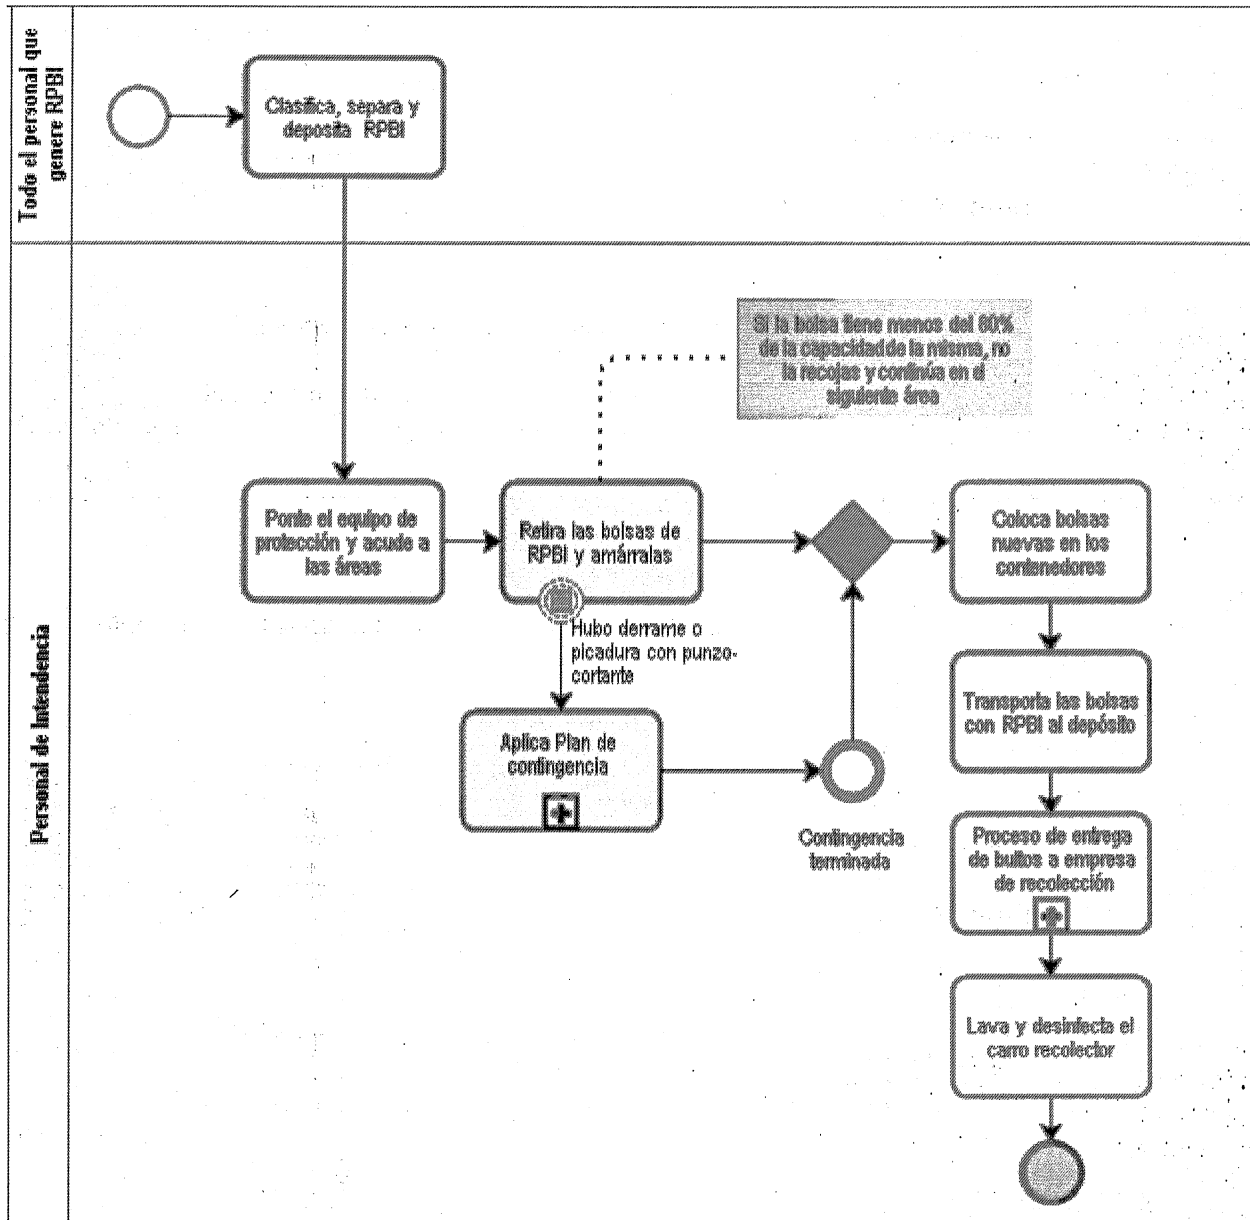 Todo el personal que
genere RPBI
Clasifica, separa y
deposita RPBI
Personal de Intendencia
Si la bolsa tiene menos del 80%
de la capacidad de la misma, no
la recojas y continúa en el
siguiente área
Ponte el equipo de
protección y acude a
las áreas
Retira las bolsas de
RPBI y amárralas
Coloca bolsas
nuevas en los
contenedores
Hubo derrame o
picadura con punzo-
cortante
Transporta las bolsas
con RPBI al depósito
Aplica Plan de
contingencia
Contingencia
terminada
Proceso de entrega
de bultos a empresa
de recolección
Lava y desinfecta el
carro recolector